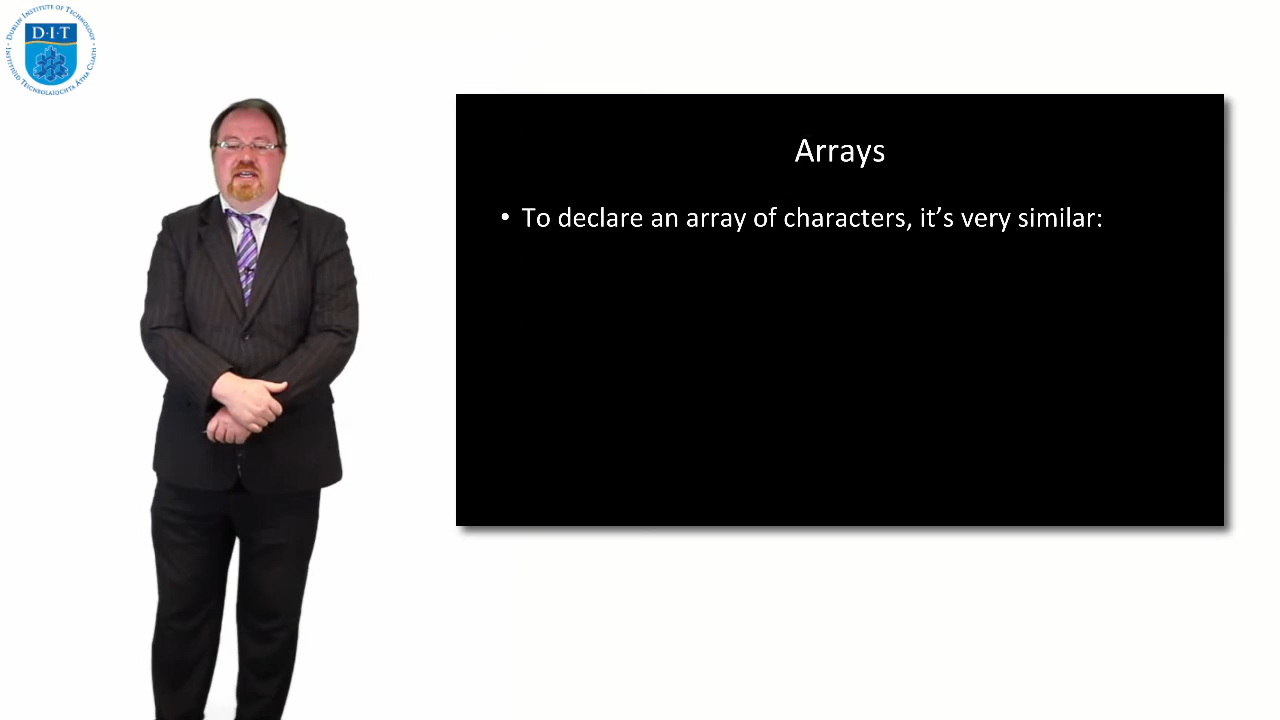 DUBLIN INSTITUTE OF TECHNOLOGY
D·I·T
INSTITIÚID TEICNEOLAÍOCHTA ÁTHA CLIATH
Arrays
• To declare an array of characters, it’s very similar: